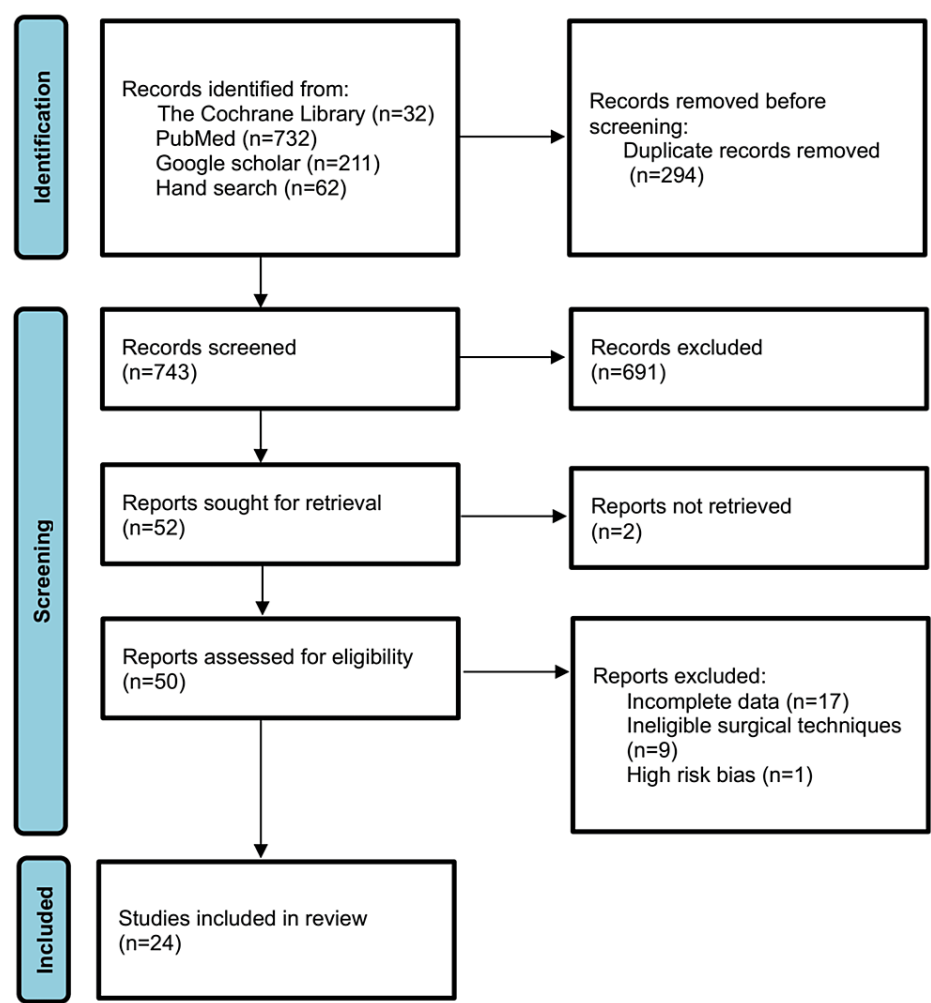 Identification
Records identified from:
The Cochrane Library (n=32)
PubMed (n=732)
Google scholar (n=211)
Hand search (n=62)
Records removed before
screening:
Duplicate records removed
(n=294)
Screening
Records screened
(n=743)
Records excluded
(n=691)
Reports sought for retrieval
(n=52)
Reports not retrieved
(n=2)
Reports assessed for eligibility
(n=50)
Reports excluded:
Incomplete data (n=17)
Ineligible surgical techniques
(n=9)
High risk bias (n=1)
Included
Studies included in review
(n=24)